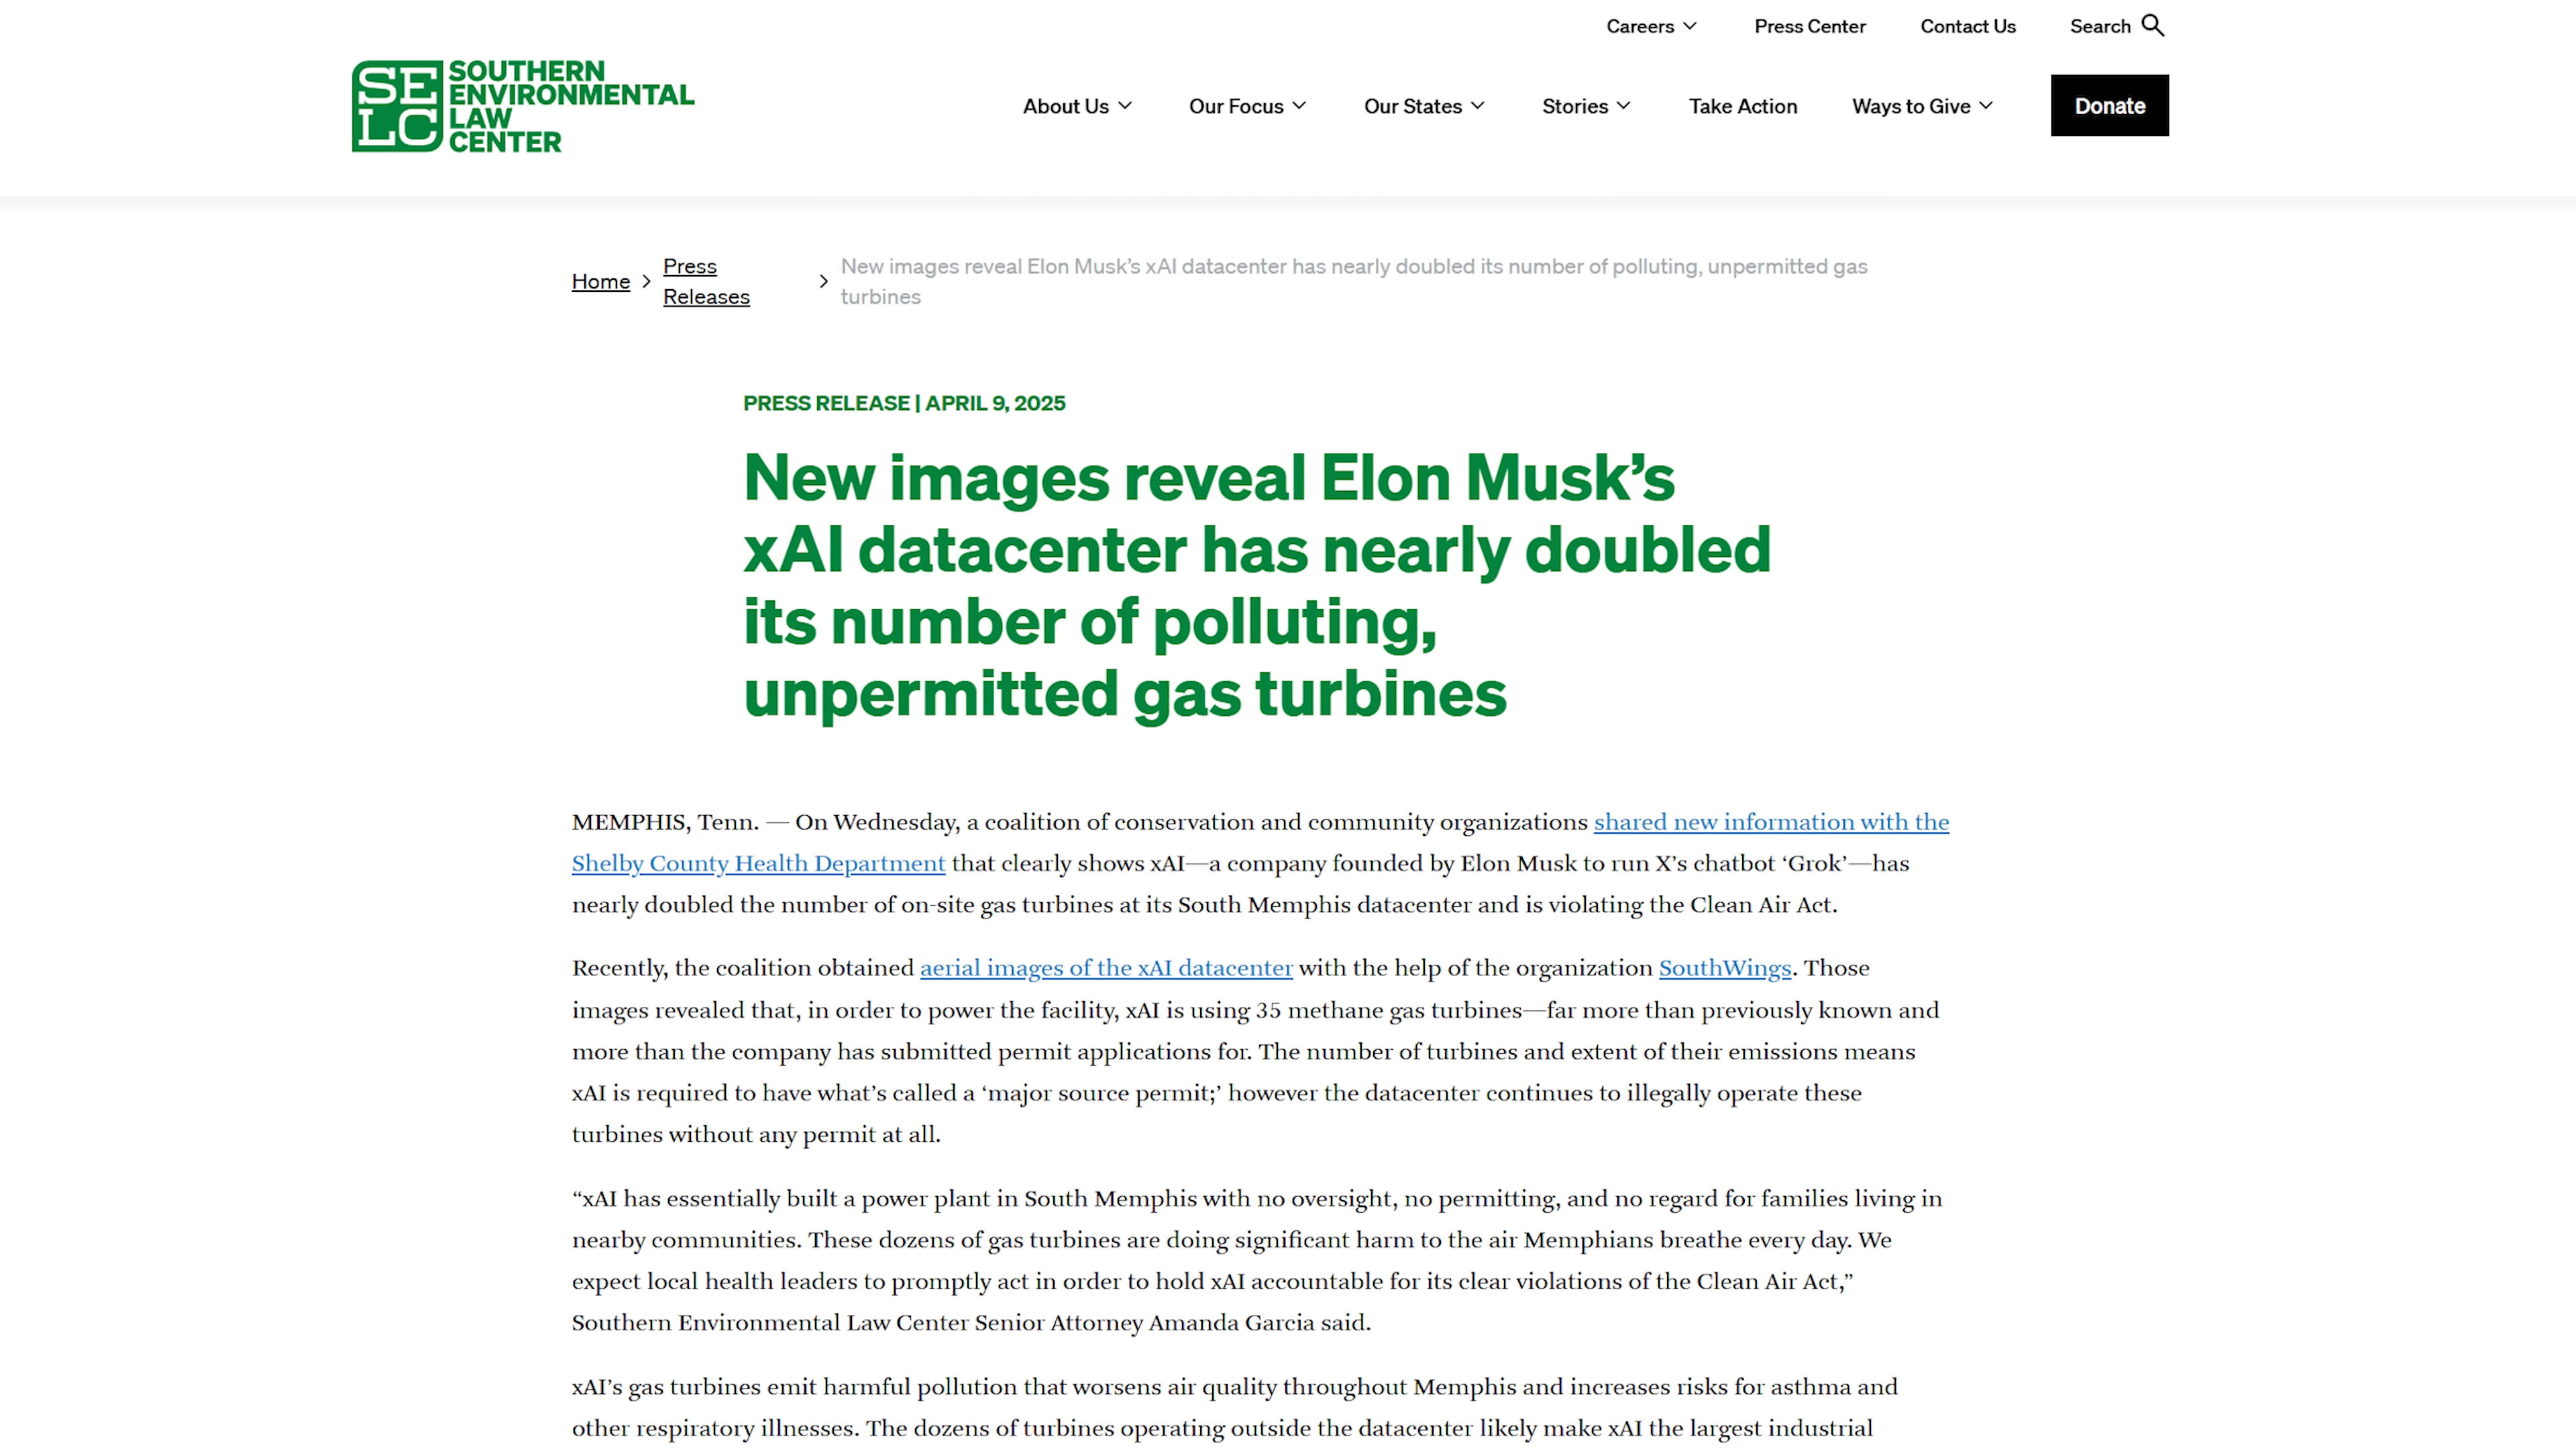 Careers Press Center Contact Us Search
SE
LC
SOUTHERN
ENVIRONMENTAL
LAW
CENTER
About Us Our Focus Our States Stories Take Action Ways to Give Donate
Home > Press Releases > New images reveal Elon Musk’s xAI datacenter has nearly doubled its number of polluting, unpermitted gas
turbines
PRESS RELEASE | APRIL 9, 2025
New images reveal Elon Musk’s
xAI datacenter has nearly doubled
its number of polluting,
unpermitted gas turbines
MEMPHIS, Tenn. — On Wednesday, a coalition of conservation and community organizations shared new information with the
Shelby County Health Department that clearly shows xAI—a company founded by Elon Musk to run X’s chatbot ‘Grok’—has
nearly doubled the number of on-site gas turbines at its South Memphis datacenter and is violating the Clean Air Act.
Recently, the coalition obtained aerial images of the xAI datacenter with the help of the organization SouthWings. Those
images revealed that, in order to power the facility, xAI is using 35 methane gas turbines—far more than previously known and
more than the company has submitted permit applications for. The number of turbines and extent of their emissions means
xAI is required to have what’s called a ‘major source permit;’ however the datacenter continues to illegally operate these
turbines without any permit at all.
“xAI has essentially built a power plant in South Memphis with no oversight, no permitting, and no regard for families living in
nearby communities. These dozens of gas turbines are doing significant harm to the air Memphians breathe every day. We
expect local health leaders to promptly act in order to hold xAI accountable for its clear violations of the Clean Air Act,”
Southern Environmental Law Center Senior Attorney Amanda Garcia said.
xAI’s gas turbines emit harmful pollution that worsens air quality throughout Memphis and increases risks for asthma and
other respiratory illnesses. The dozens of turbines operating outside the datacenter likely make xAI the largest industrial